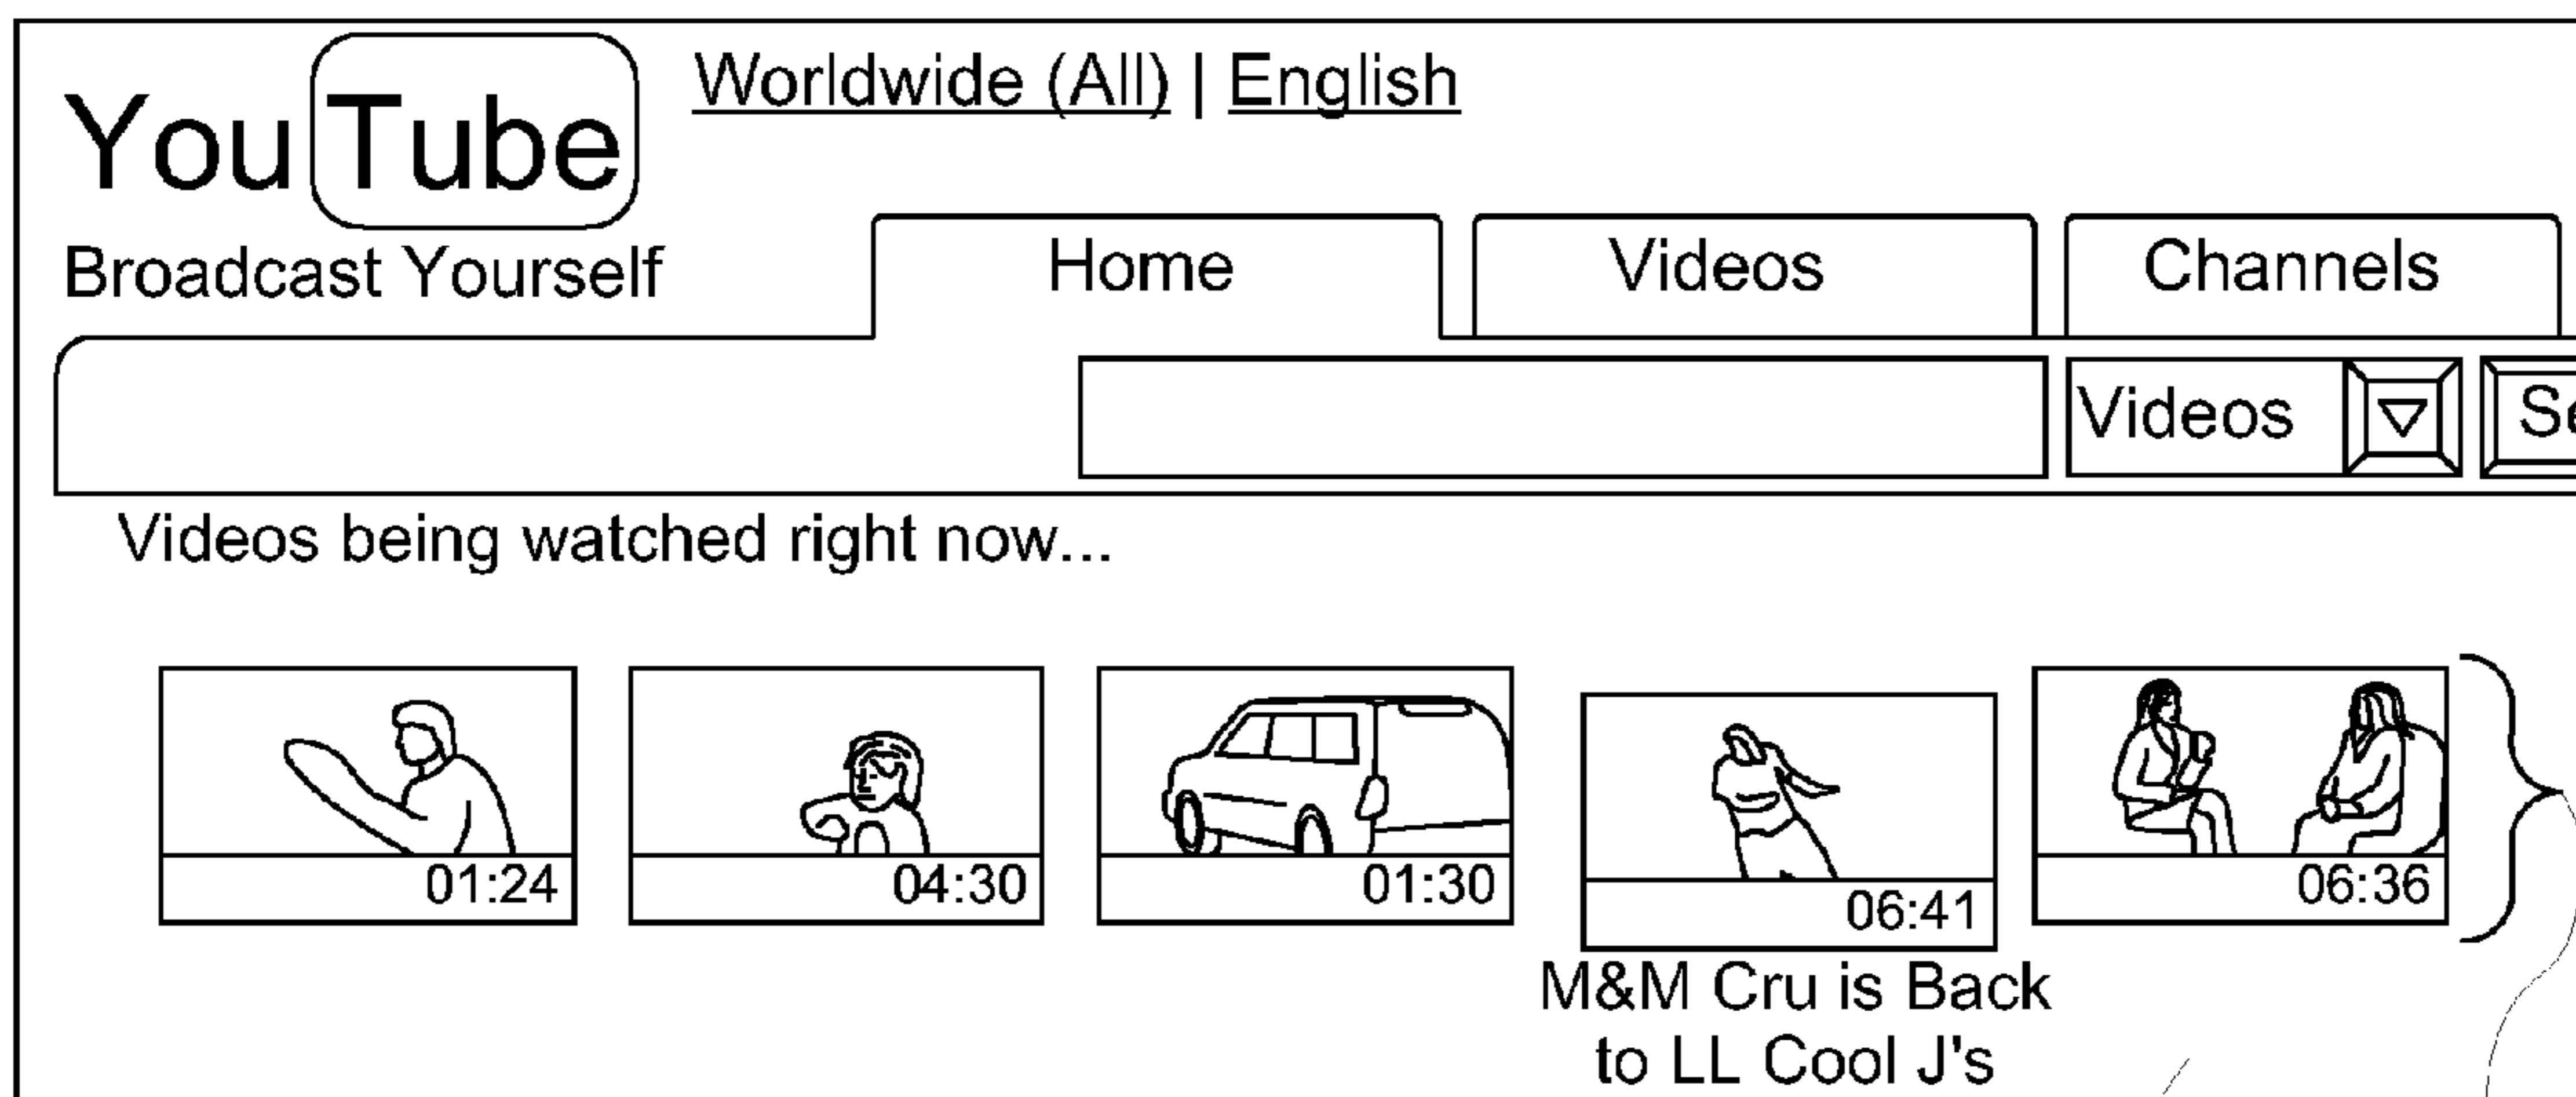 YouTube
Worldwide (All) | English
Broadcast Yourself
Home
Videos
Channels
Videos
Videos being watched right now...
01:24
04:30
01:30
06:41
06:36
M&M Cru is Back
to LL Cool J's